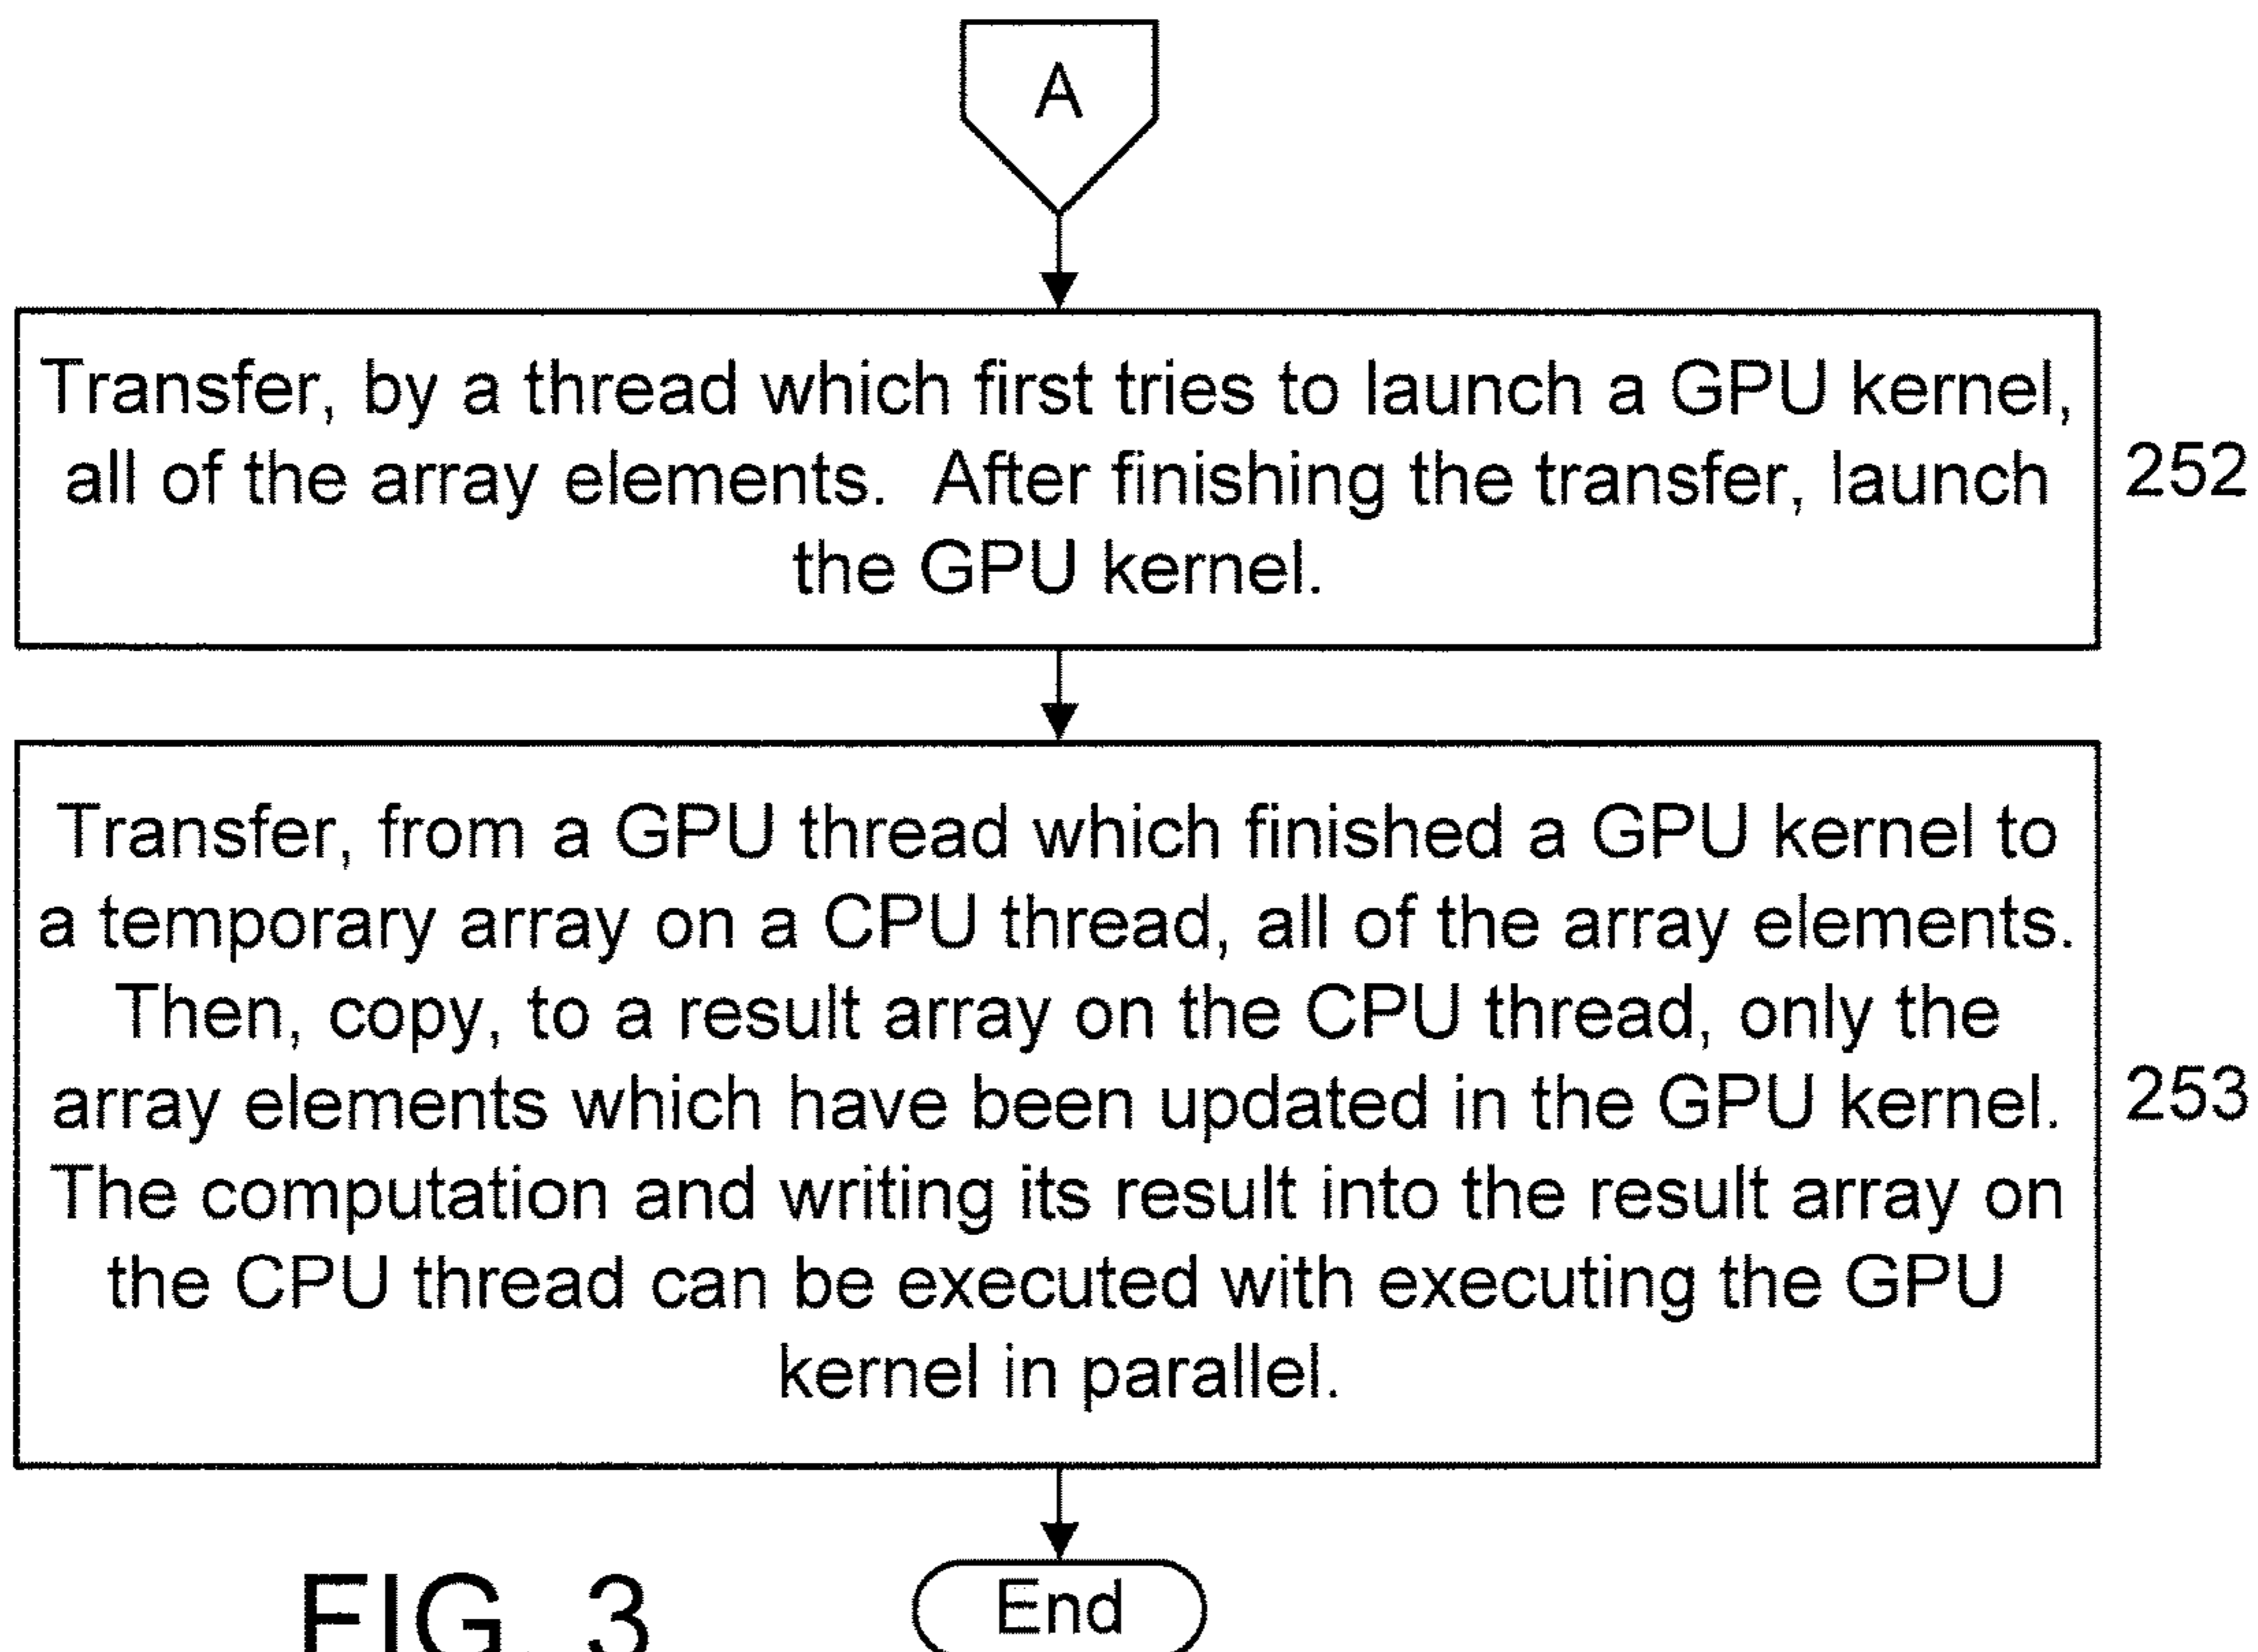 A
Transfer, by a thread which first tries to launch a GPU kernel,
all of the array elements.  After finishing the transfer, launch
the GPU kernel.
252
Transfer, from a GPU thread which finished a GPU kernel to
a temporary array on a CPU thread, all of the array elements.
Then, copy, to a result array on the CPU thread, only the
array elements which have been updated in the GPU kernel.
The computation and writing its result into the result array on
the CPU thread can be executed with executing the GPU
kernel in parallel.
253
End
FIG. 3